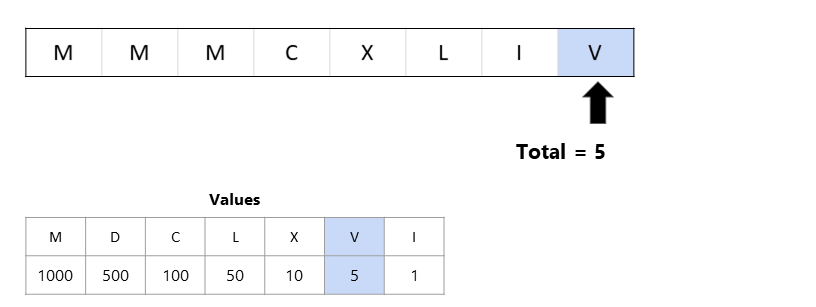 M M M C X L I V
Total = 5
Values
M D C L X V I
1000 500 100 50 10 5 1